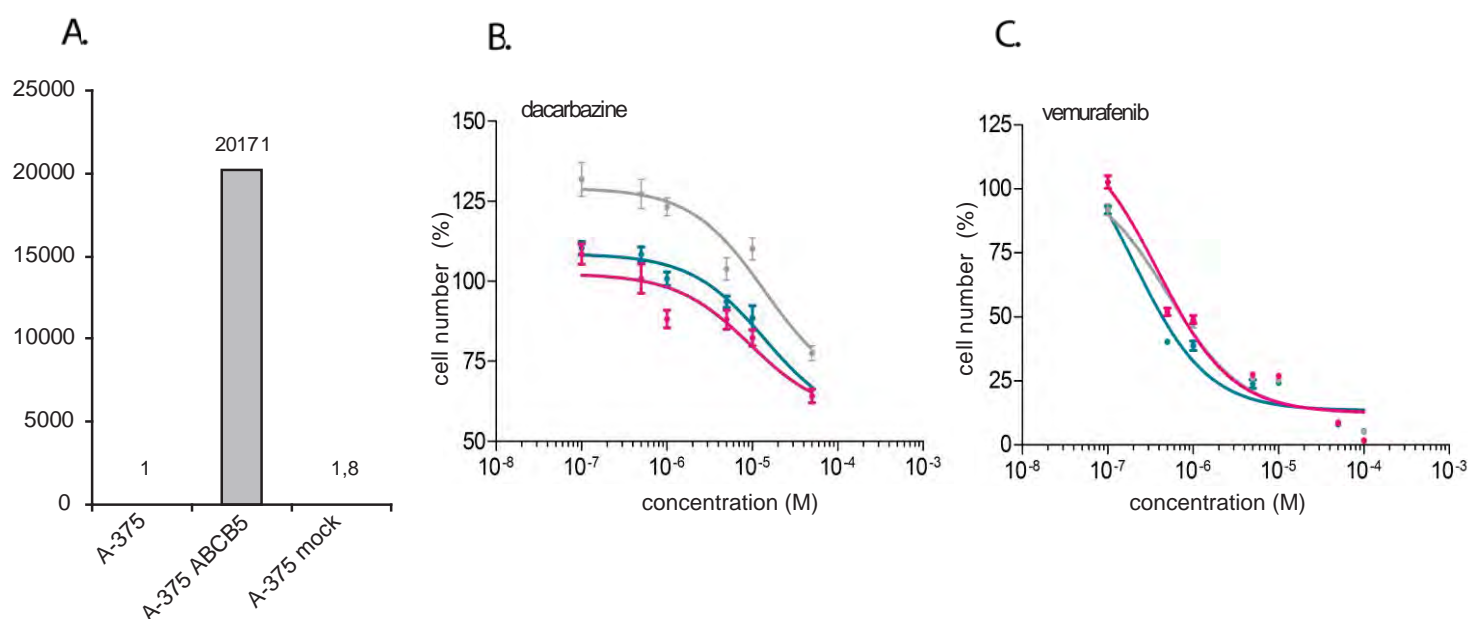 A.
25000
20000
15000
10000
5000
0
1
20171
1,8
A-375
A-375 ABCB5
A-375 mock
B.
dacarbazine
cell number (%)
150
125
100
75
50
10-8
10-7
10-6
10-5
10-4
10-3
concentration (M)
C.
vemurafenib
cell number (%)
125
100
75
50
25
0
10-8
10-7
10-6
10-5
10-4
10-3
concentration (M)